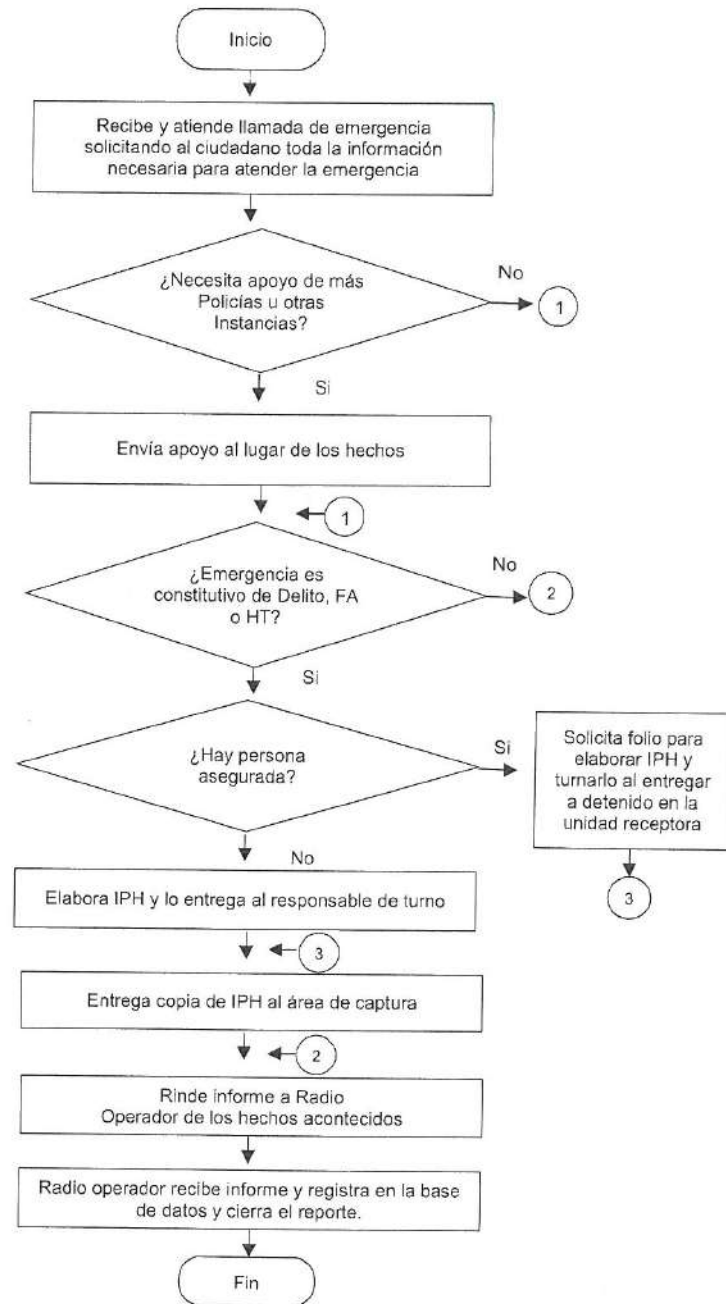 Inicio
Recibe y atiende llamada de emergencia
solicitando al ciudadano toda la información
necesaria para atender la emergencia
¿Necesita apoyo de más
Policías u otras
Instancias?
No
1
Si
Envía apoyo al lugar de los hechos
1
¿Emergencia es
constitutivo de Delito, FA
o HT?
No
2
Si
¿Hay persona
asegurada?
Si
Solicita folio para
elaborar IPH y
turnarlo al entregar
a detenido en la
unidad receptora
3
No
Elabora IPH y lo entrega al responsable de turno
3
Entrega copia de IPH al área de captura
2
Rinde informe a Radio
Operador de los hechos acontecidos
Radio operador recibe informe y registra en la base
de datos y cierra el reporte.
Fin